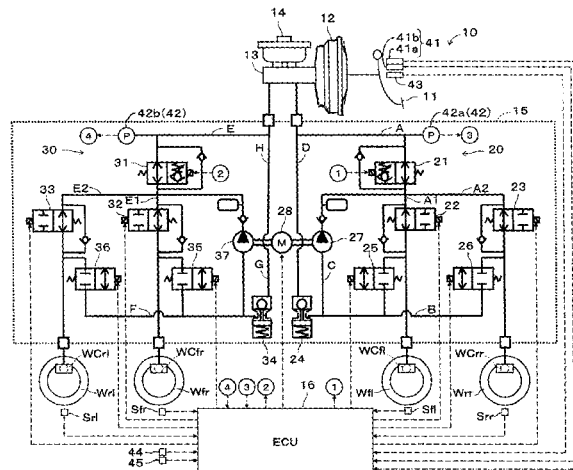 14
12
13
41b
41a
41
10
43
11
42b(42)
42a(42)
15
4
P
E
A
P
3
30
H
D
20
31
2
1
21
33
E2
E1
32
28
A1
A2
22
23
37
M
27
36
35
G
C
25
26
F
B
34
24
WCrl
WCfr
WCfl
WCrr
Wrl
Wfr
Wfl
Wrr
Srl
Sfr
4
3
2
16
1
Sfl
Srr
ECU
44
45